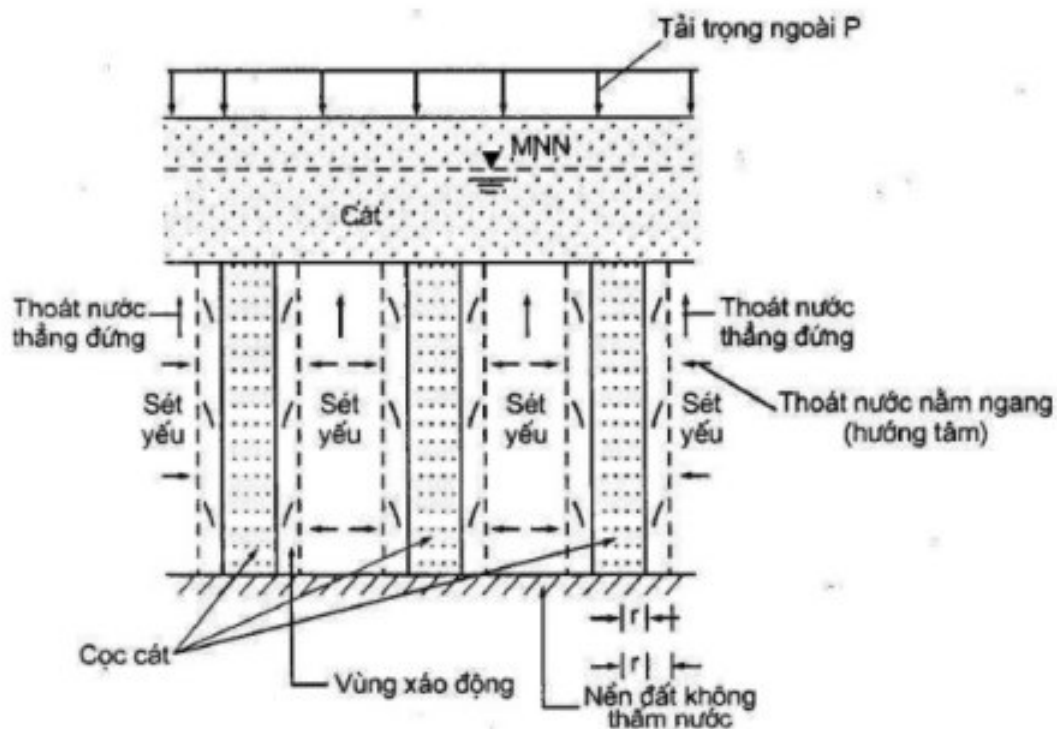 Tải trọng ngoài P
MNN
Cát
Thoát nước
thẳng đứng
Thoát nước
thẳng đứng
Sét
yếu
Sét
yếu
Sét
yếu
Sét
yếu
Thoát nước nằm ngang
(hướng tâm)
r
r
Cọc cát
Vùng xáo động
Nền đất không
thấm nước